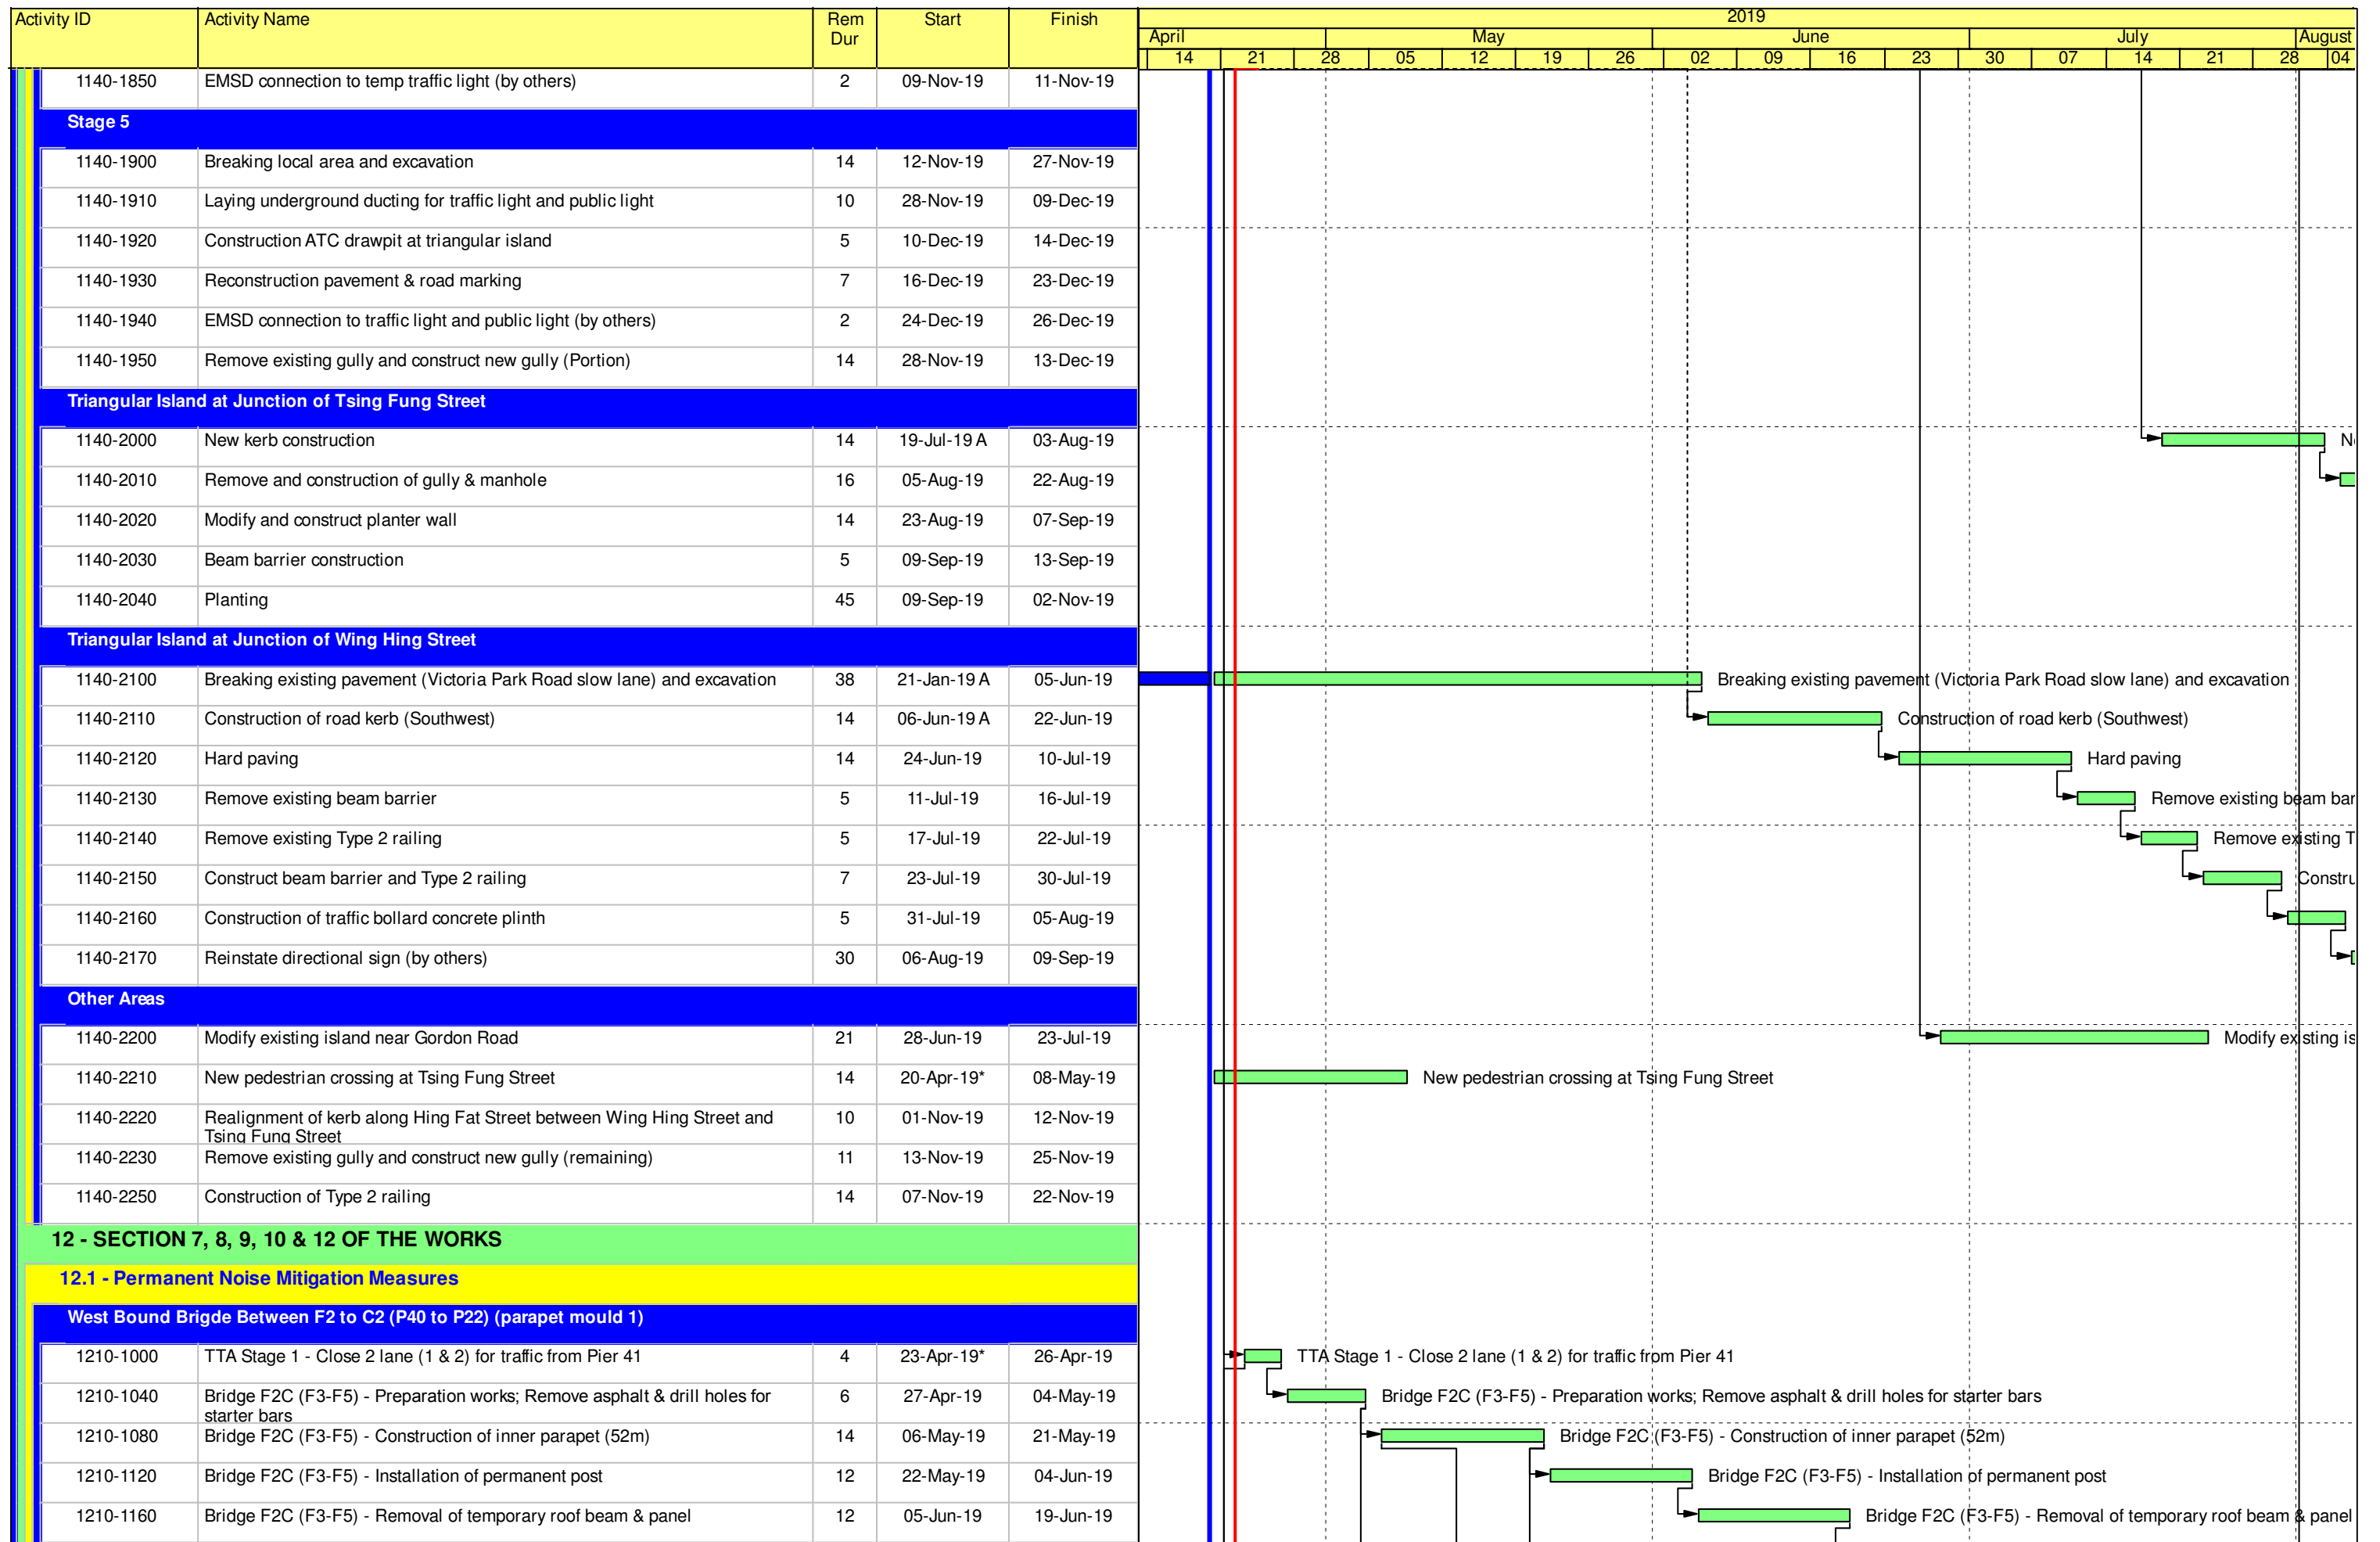 Activity ID Activity Name Rem Dur Start Finish 2019
April May June July August
14 21 28 05 12 19 26 02 09 16 23 30 07 14 21 28 04
1140-1850 EMSD connection to temp traffic light (by others) 2 09-Nov-19 11-Nov-19
Stage 5
1140-1900 Breaking local area and excavation 14 12-Nov-19 27-Nov-19
1140-1910 Laying underground ducting for traffic light and public light 10 28-Nov-19 09-Dec-19
1140-1920 Construction ATC drawpit at triangular island 5 10-Dec-19 14-Dec-19
1140-1930 Reconstruction pavement & road marking 7 16-Dec-19 23-Dec-19
1140-1940 EMSD connection to traffic light and public light (by others) 2 24-Dec-19 26-Dec-19
1140-1950 Remove existing gully and construct new gully (Portion) 14 28-Nov-19 13-Dec-19
Triangular Island at Junction of Tsing Fung Street
1140-2000 New kerb construction 14 19-Jul-19 A 03-Aug-19
1140-2010 Remove and construction of gully & manhole 16 05-Aug-19 22-Aug-19
1140-2020 Modify and construct planter wall 14 23-Aug-19 07-Sep-19
1140-2030 Beam barrier construction 5 09-Sep-19 13-Sep-19
1140-2040 Planting 45 09-Sep-19 02-Nov-19
Triangular Island at Junction of Wing Hing Street
1140-2100 Breaking existing pavement (Victoria Park Road slow lane) and excavation 38 21-Jan-19 A 05-Jun-19 Breaking existing pavement (Victoria Park Road slow lane) and excavation
1140-2110 Construction of road kerb (Southwest) 14 06-Jun-19 A 22-Jun-19 Construction of road kerb (Southwest)
1140-2120 Hard paving 14 24-Jun-19 10-Jul-19 Hard paving
1140-2130 Remove existing beam barrier 5 11-Jul-19 16-Jul-19 Remove existing beam bar
1140-2140 Remove existing Type 2 railing 5 17-Jul-19 22-Jul-19 Remove existing T
1140-2150 Construct beam barrier and Type 2 railing 7 23-Jul-19 30-Jul-19 Constru
1140-2160 Construction of traffic bollard concrete plinth 5 31-Jul-19 05-Aug-19
1140-2170 Reinstate directional sign (by others) 30 06-Aug-19 09-Sep-19
Other Areas
1140-2200 Modify existing island near Gordon Road 21 28-Jun-19 23-Jul-19 Modify existing is
1140-2210 New pedestrian crossing at Tsing Fung Street 14 20-Apr-19* 08-May-19 New pedestrian crossing at Tsing Fung Street
1140-2220 Realignment of kerb along Hing Fat Street between Wing Hing Street and 10 01-Nov-19 12-Nov-19
Tsing Fung Street
1140-2230 Remove existing gully and construct new gully (remaining) 11 13-Nov-19 25-Nov-19
1140-2250 Construction of Type 2 railing 14 07-Nov-19 22-Nov-19
12 - SECTION 7, 8, 9, 10 & 12 OF THE WORKS
12.1 - Permanent Noise Mitigation Measures
West Bound Brigde Between F2 to C2 (P40 to P22) (parapet mould 1)
1210-1000 TTA Stage 1 - Close 2 lane (1 & 2) for traffic from Pier 41 4 23-Apr-19* 26-Apr-19 TTA Stage 1 - Close 2 lane (1 & 2) for traffic from Pier 41
1210-1040 Bridge F2C (F3-F5) - Preparation works; Remove asphalt & drill holes for 6 27-Apr-19 04-May-19 Bridge F2C (F3-F5) - Preparation works; Remove asphalt & drill holes for starter bars
starter bars
1210-1080 Bridge F2C (F3-F5) - Construction of inner parapet (52m) 14 06-May-19 21-May-19 Bridge F2C (F3-F5) - Construction of inner parapet (52m)
1210-1120 Bridge F2C (F3-F5) - Installation of permanent post 12 22-May-19 04-Jun-19 Bridge F2C (F3-F5) - Installation of permanent post
1210-1160 Bridge F2C (F3-F5) - Removal of temporary roof beam & panel 12 05-Jun-19 19-Jun-19 Bridge F2C (F3-F5) - Removal of temporary roof beam & panel